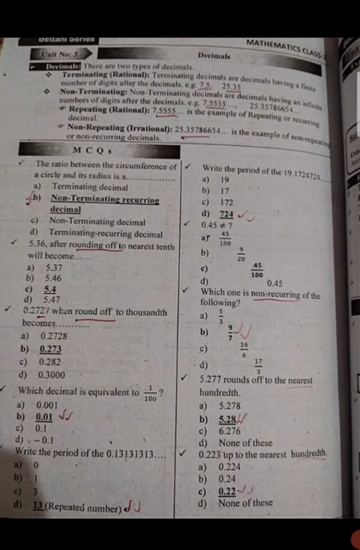 Bettani Series
MATHEMATICS CLASS-
Unit No: 3
Decimals
Decimals: There are two types of decimals.
Terminating (Rational): Terminating decimals are decimals having a finite
number of digits after the decimals. e.g. 7.5, 25.35
Non-Terminating: Non-Terminating decimals are decimals having an infinite
numbers of digits after the decimals. e.g. 7.5555..., 25.35786654...
Repeating (Rational): 7.5555... is the example of Repeating or recurring
decimal.
Non-Repeating (Irrational): 25.35786654... is the example of non-repeating
or non-recurring decimals.
M C Q s
The ratio between the circumference of
a circle and its radius is a...............
a) Terminating decimal
b) Non-Terminating recurring
decimal
c) Non-Terminating decimal
d) Terminating-recurring decimal
5.36, after rounding off to nearest tenth
will become......
a) 5.37
b) 5.46
c) 5.4
d) 5.47
0.2727 when round off to thousandth
becomes...........
a) 0.2728
b) 0.273
c) 0.282
d) 0.3000
Which decimal is equivalent to 1/100?
a) 0.001
b) 0.01
c) 0.1
d) - 0.1
Write the period of the 0.13131313....
a) 0
b) 1
c) 3
d) 13 (Repeated number)
Write the period of the 19.1724724...
a) 19
b) 17
c) 172
d) 724
0.45 ≠ ?
a) 45/100
b) 9/20
c) 45/100
d) 0.45
Which one is non-recurring of the
following?
a) 5/3
b) 9/7
c) 16/6
d) 17/3
5.277 rounds off to the nearest
hundredth.
a) 5.278
b) 5.28
c) 6.276
d) None of these
0.223 up to the nearest hundredth.
a) 0.224
b) 0.24
c) 0.22
d) None of these